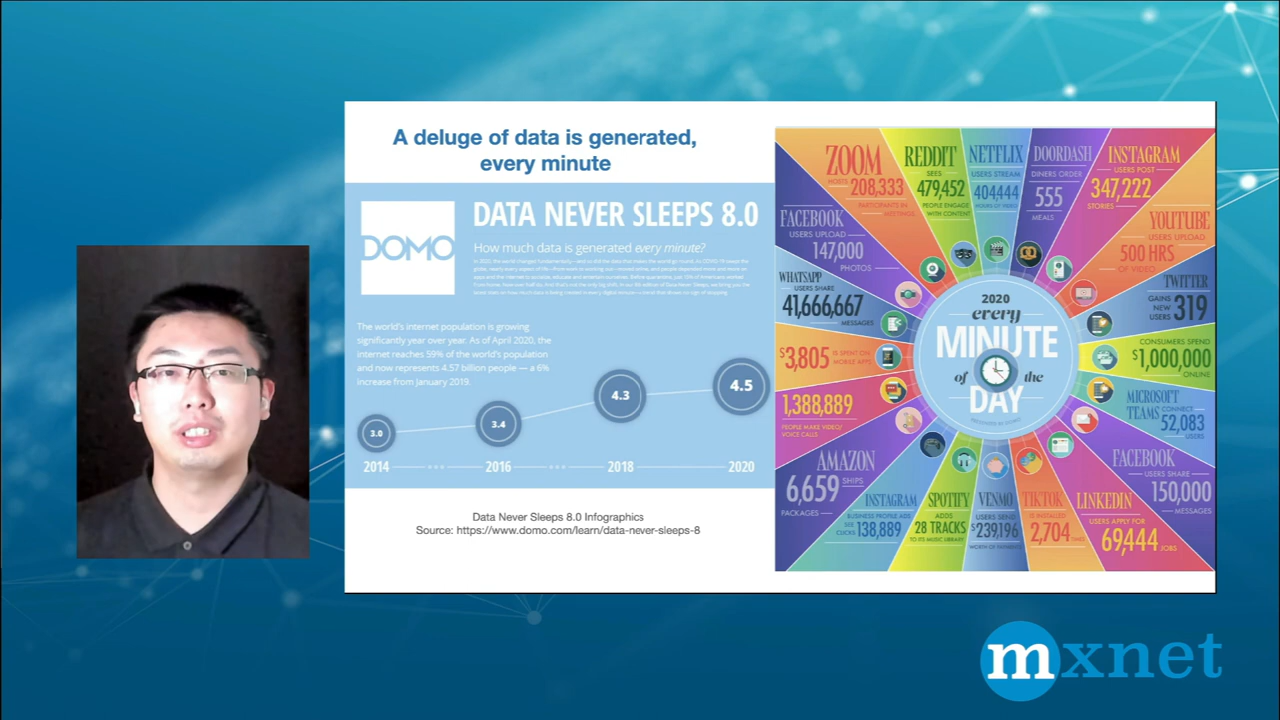 A deluge of data is generated,
every minute
DOMO
DATA NEVER SLEEPS 8.0
How much data is generated every minute?
The world's internet population is growing
significantly year over year. As of April 2020, the
internet reaches 59% of the world's population
and now represents 4.57 billion people — a 6%
increase from January 2019.
3.0
3.4
4.3
4.5
2014
2016
2018
2020
Data Never Sleeps 8.0 Infographics
Source: https://www.domo.com/learn/data-never-sleeps-8
ZOOM
HOSTS 208,333
PARTICIPANTS IN
MEETINGS
REDDIT
SEES
479,452
PEOPLE ENGAGE
WITH CONTENT
NETFLIX
USERS STREAM
404444
HOURS OF VIDEO
DOORDASH
DINERS ORDER
555
MEALS
INSTAGRAM
USERS POST
347,222
STORIES
YOUTUBE
USERS UPLOAD
500 HRS
OF VIDEO
TWITTER
GAINS
NEW
USERS 319
CONSUMERS SPEND
$1,000,000
ONLINE
MICROSOFT
TEAMS CONNECT
52,083
USERS
FACEBOOK
USERS SHARE
150,000
MESSAGES
LINKEDIN
USERS APPLY FOR
69,444 JOBS
TIKTOK
IS INSTALLED
2,704 TIMES
VENMO
USERS SEND
$239196
WORTH OF PAYMENTS
SPOTIFY
ADDS
28 TRACKS
TO ITS MUSIC LIBRARY
INSTAGRAM
BUSINESS PROFILE ADS
SEE
CLICKS 138,889
AMAZON
SHIPS
6,659
PACKAGES
1,388,889
PEOPLE MAKE VIDEO/
VOICE CALLS
$3,805 IS SPENT ON
MOBILE APPS
WHATSAPP
USERS SHARE
41,666,667
MESSAGES
FACEBOOK
USERS UPLOAD
147,000
PHOTOS
2020
every
MINUTE
of the
DAY
PRESENTED BY DOMO
mxnet